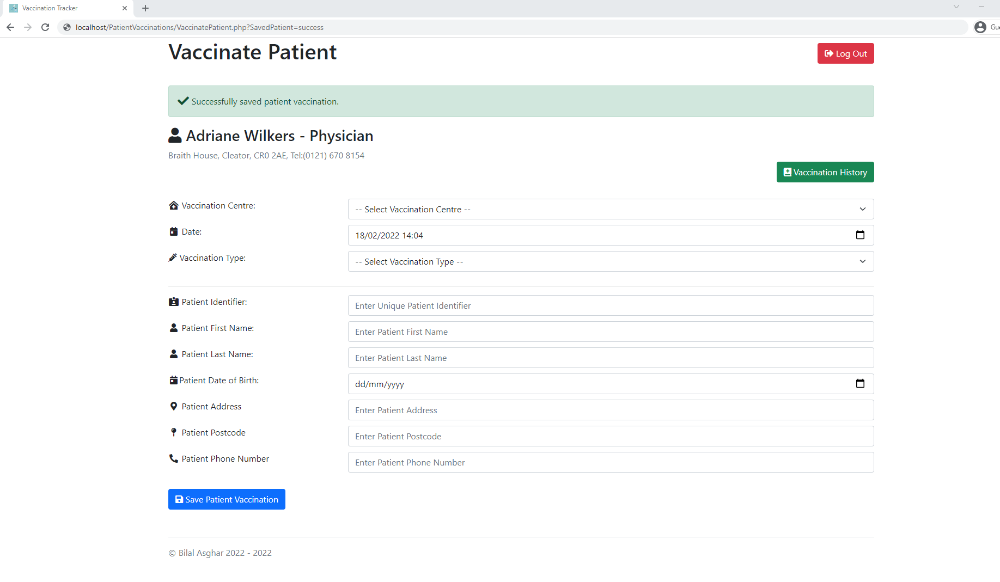 Vaccination Tracker
localhost/PatientVaccinations/VaccinatePatient.php?SavedPatient=success
Vaccinate Patient
Log Out
Successfully saved patient vaccination.
Adriane Wilkers - Physician
Braith House, Cleator, CR0 2AE, Tel:(0121) 670 8154
Vaccination History
Vaccination Centre:
-- Select Vaccination Centre --
Date:
18/02/2022 14:04
Vaccination Type:
-- Select Vaccination Type --
Patient Identifier:
Enter Unique Patient Identifier
Patient First Name:
Enter Patient First Name
Patient Last Name:
Enter Patient Last Name
Patient Date of Birth:
dd/mm/yyyy
Patient Address
Enter Patient Address
Patient Postcode
Enter Patient Postcode
Patient Phone Number
Enter Patient Phone Number
Save Patient Vaccination
© Bilal Asghar 2022 - 2022